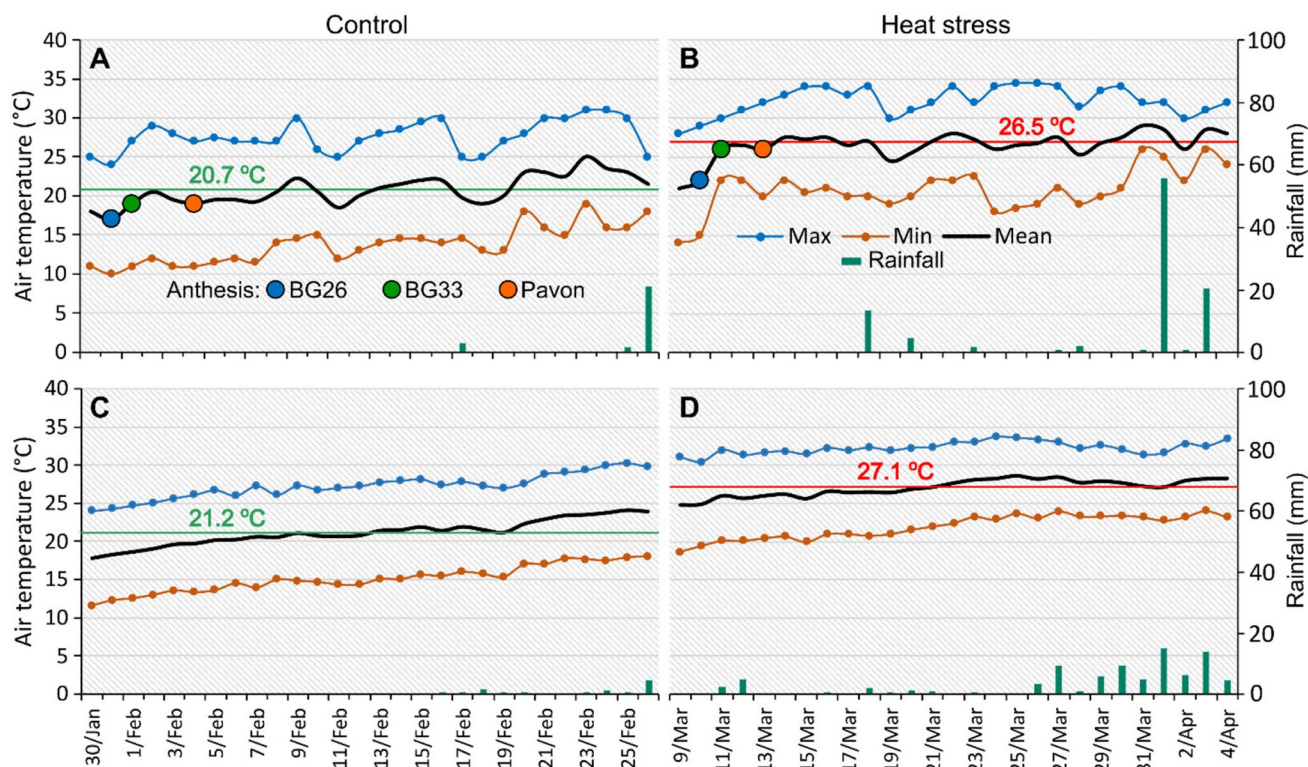 Control
Heat stress
40
A
35
30
25
20.7 ºC
20
15
10
Anthesis: BG26 BG33 Pavon
5
0
Air temperature (°C)
B
100
80
26.5 ºC
60
40
Max Min Mean
Rainfall
20
0
Rainfall (mm)
40
C
35
30
25
21.2 ºC
20
15
10
5
0
Air temperature (°C)
D
100
80
27.1 ºC
60
40
20
0
Rainfall (mm)
30/Jan
1/Feb
3/Feb
5/Feb
7/Feb
9/Feb
11/Feb
13/Feb
15/Feb
17/Feb
19/Feb
21/Feb
23/Feb
25/Feb
9/Mar
11/Mar
13/Mar
15/Mar
17/Mar
19/Mar
21/Mar
23/Mar
25/Mar
27/Mar
29/Mar
31/Mar
2/Apr
4/Apr